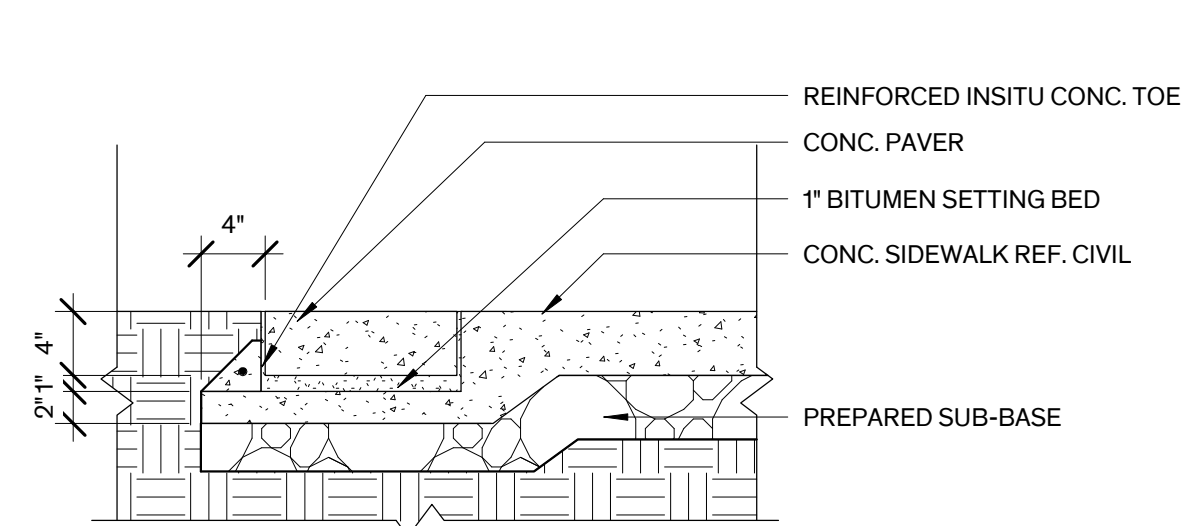 REINFORCED INSITU CONC. TOE
CONC. PAVER
1" BITUMEN SETTING BED
CONC. SIDEWALK REF. CIVIL
PREPARED SUB-BASE
4"
4"
1"
2"